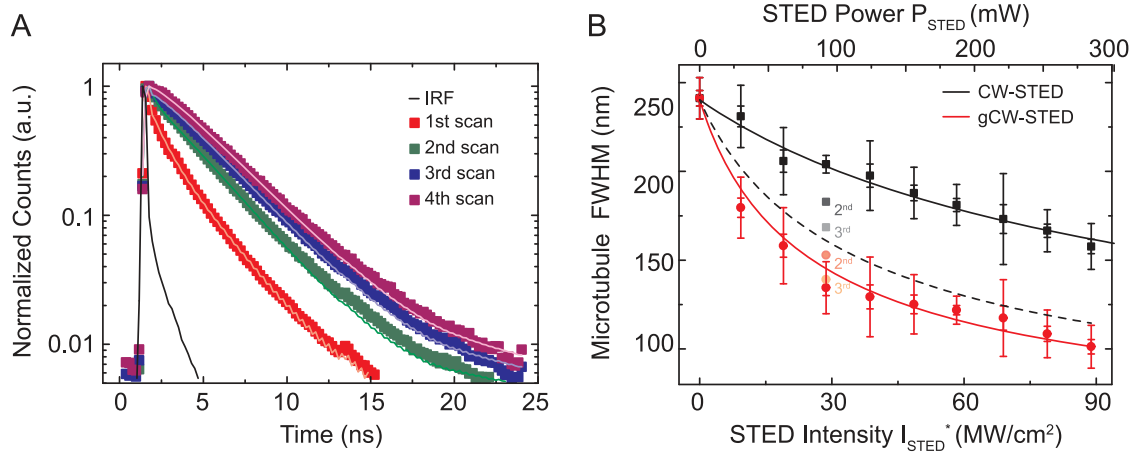 A
Normalized Counts (a.u.)
1
0.1
0.01
IRF
1st scan
2nd scan
3rd scan
4th scan
0 5 10 15 20 25
Time (ns)
B
STED Power P_STED (mW)
0 100 200 300
Microtubule FWHM (nm)
250
200
150
100
CW-STED
gCW-STED
2nd
3rd
2nd
3rd
0 30 60 90
STED Intensity I_STED* (MW/cm²)